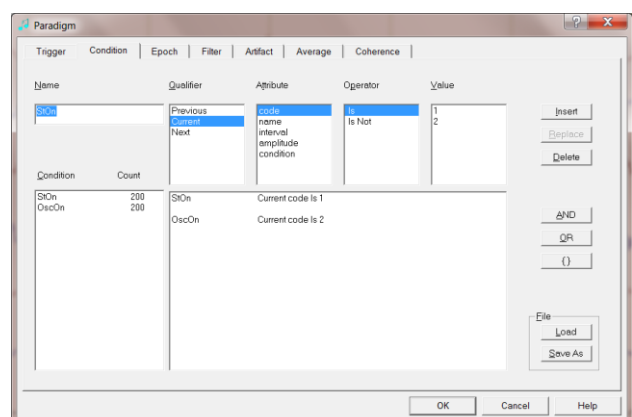 Paradigm
Trigger Condition Epoch Filter Artifact Average Coherence
Name Qualifier Attribute Operator Value
StOn Previous code Is 1 Insert
Current name Is Not 2
Next interval Replace
amplitude
condition Delete
Condition Count
StOn 200 StOn Current code Is 1
OscOn 200
OscOn Current code Is 2
AND
OR
{}
File
Load
Save As
OK Cancel Help